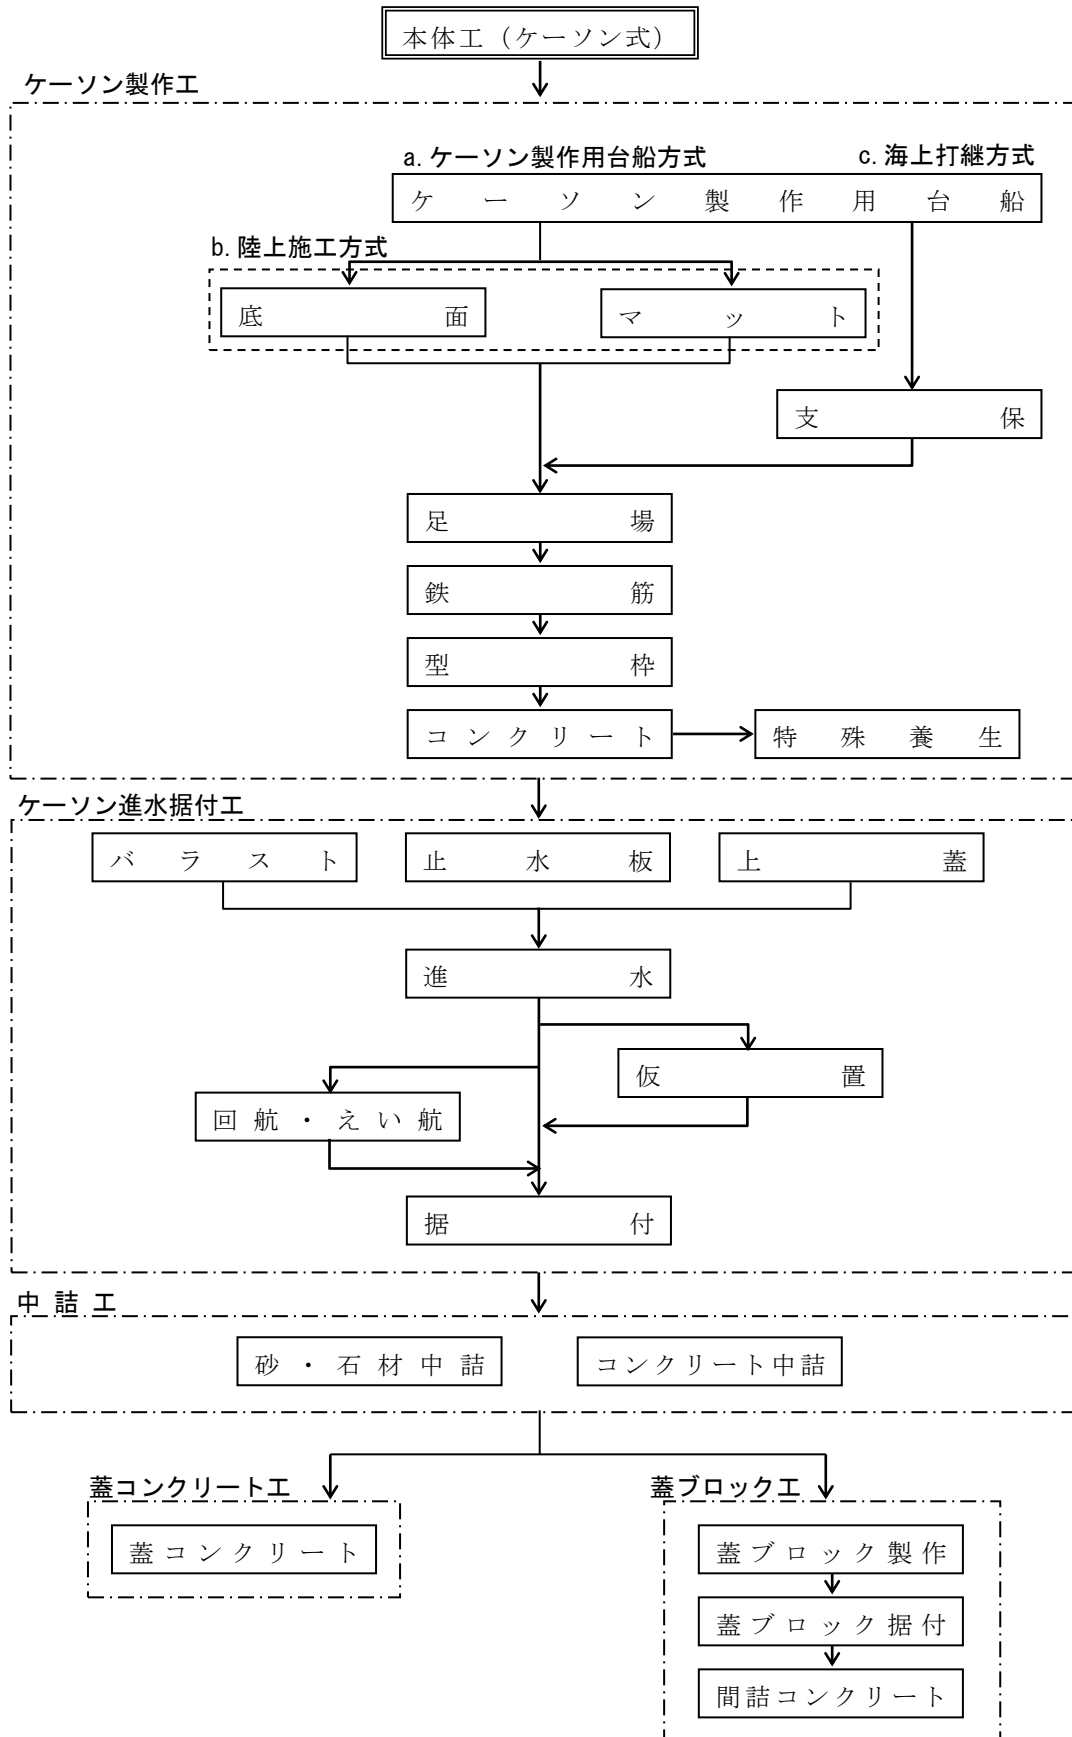 本体工（ケーソン式）
ケーソン製作工
a. ケーソン製作用台船方式
c. 海上打継方式
ケーソン製作用台船
b. 陸上施工方式
底面
マット
支保
足場
鉄筋
型枠
コンクリート
特殊養生
ケーソン進水据付工
バラスト
止水板
上蓋
進水
仮置
回航・えい航
据付
中詰工
砂・石材中詰
コンクリート中詰
蓋コンクリート工
蓋ブロック工
蓋コンクリート
蓋ブロック製作
蓋ブロック据付
間詰コンクリート